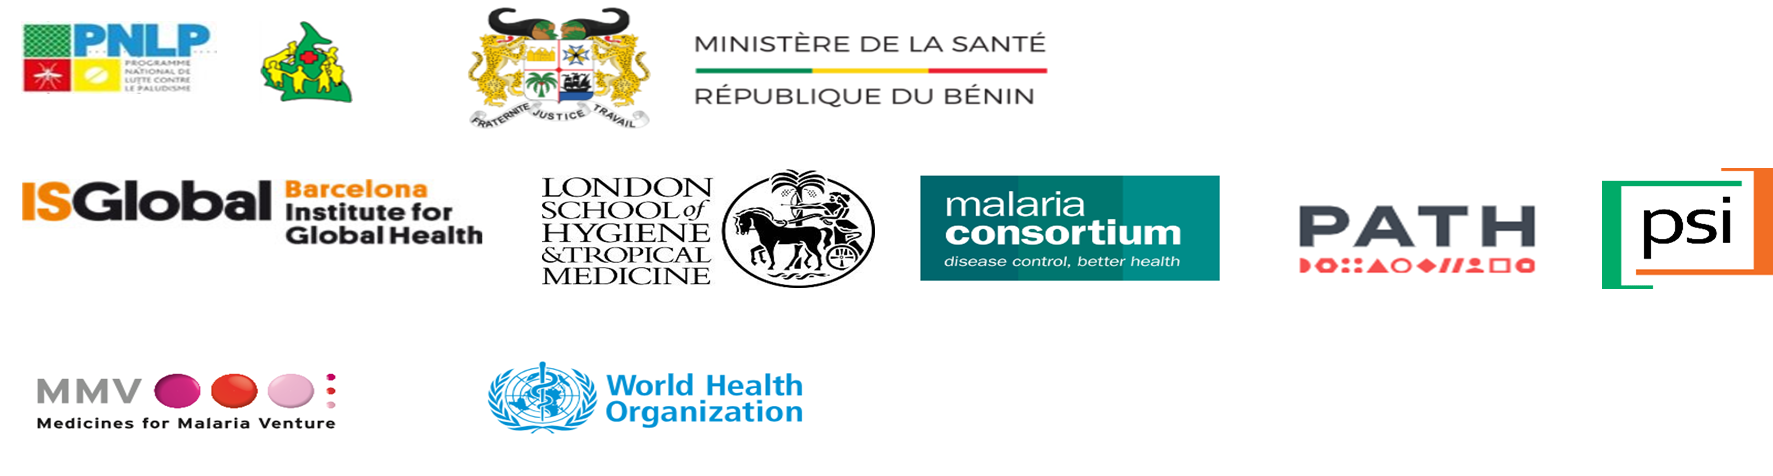 PNLP
PROGRAMME
NATIONAL DE
LUTTE CONTRE
LE PALUDISME
FRATERNITE JUSTICE TRAVAIL
MINISTÈRE DE LA SANTÉ
RÉPUBLIQUE DU BÉNIN
ISGlobal
Barcelona
Institute for
Global Health
LONDON
SCHOOL of
HYGIENE
&TROPICAL
MEDICINE
malaria
consortium
disease control, better health
PATH
psi
MMV
Medicines for Malaria Venture
World Health
Organization